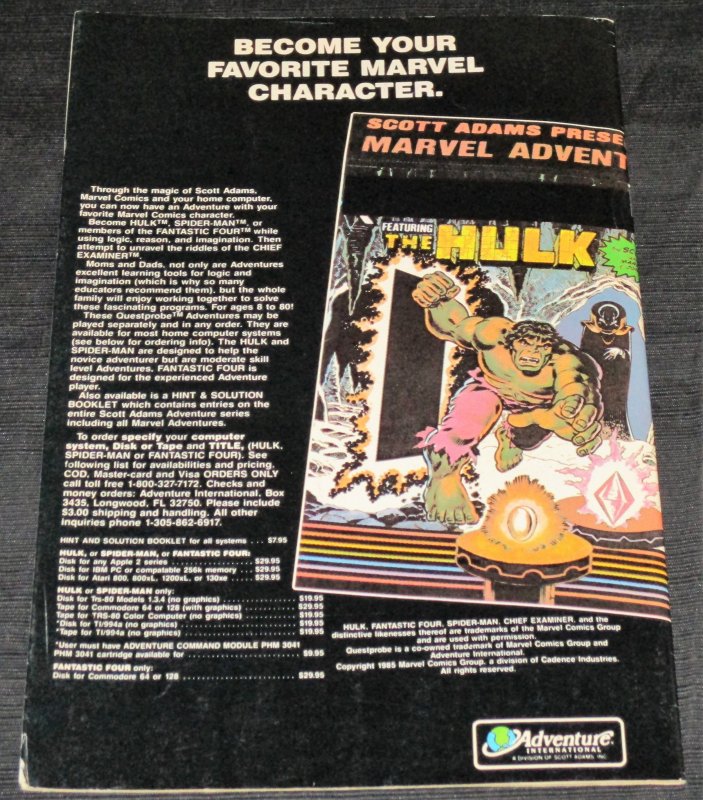 BECOME YOUR
FAVORITE MARVEL
CHARACTER.
SCOTT ADAMS PRESE
MARVEL ADVENT
FEATURING
THE HULK
Through the magic of Scott Adams,
Marvel Comics and your home computer,
you can now have an Adventure with your
favorite Marvel Comics character.
Become HULK™, SPIDER-MAN™, or
members of the FANTASTIC FOUR™ while
using logic, reason, and imagination. Then
attempt to unravel the riddles of the CHIEF
EXAMINER™.
Moms and Dads, not only are Adventures
excellent learning tools for logic and
imagination (which is why so many
educators recommend them), but the whole
family will enjoy working together to solve
these fascinating programs. For ages 8 to 80!
These Questprobe™ Adventures may be
played separately and in any order. They are
available for most home computer systems
(see below for ordering info). The HULK and
SPIDER-MAN are designed to help the
novice adventurer but are moderate skill
level Adventures. FANTASTIC FOUR is
designed for the experienced Adventure
player.
Also available is a HINT & SOLUTION
BOOKLET which contains entries on the
entire Scott Adams Adventure series
including all Marvel Adventures.
To order specify your computer
system, Disk or Tape and TITLE, (HULK,
SPIDER-MAN or FANTASTIC FOUR). See
following list for availabilities and pricing.
COD, Master-card and Visa ORDERS ONLY
call toll free 1-800-327-7172. Checks and
money orders: Adventure International, Box
3435, Longwood, FL 32750. Please include
$3.00 shipping and handling. All other
inquiries phone 1-305-862-6917.
HINT AND SOLUTION BOOKLET for all systems ... $7.95
HULK, or SPIDER-MAN, or FANTASTIC FOUR:
Disk for any Apple 2 series ................ $29.95
Disk for IBM PC or compatable 256k memory ... $29.95
Disk for Atari 800, 800xL, 1200xL, or 130xe ..... $29.95
HULK or SPIDER-MAN only:
Disk for Trs-80 Models 1,3,4 (no graphics) ............ $19.95
Tape for Commodore 64 or 128 (with graphics) ....... $29.95
Tape for TRS-80 Color Computer (no graphics) ....... $19.95
*Disk for Ti/994a (no graphics) ................ $19.95
*Tape for Ti/994a (no graphics) ................ $19.95
*User must have ADVENTURE COMMAND MODULE PHM 3041
PHM 3041 cartridge available for ................ $9.95
FANTASTIC FOUR only:
Disk for Commodore 64 or 128 ................ $29.95
HULK, FANTASTIC FOUR, SPIDER-MAN, CHIEF EXAMINER, and the
distinctive likenesses thereof are trademarks of the Marvel Comics Group
and are used with permission.
Questprobe is a co-owned trademark of Marvel Comics Group and
Adventure International.
Copyright 1985 Marvel Comics Group, a division of Cadence Industries.
All rights reserved.
Adventure
INTERNATIONAL
A DIVISION OF SCOTT ADAMS, INC.